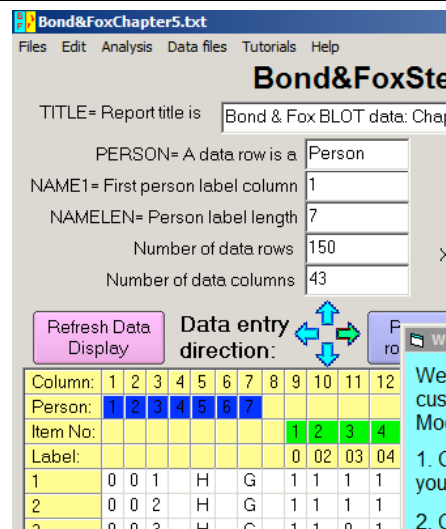 Bond&FoxChapter5.txt
Files Edit Analysis Data files Tutorials Help
Bond&FoxSte
TITLE= Report title is Bond & Fox BLOT data: Chap
PERSON= A data row is a Person
NAME1= First person label column 1
NAMELEN= Person label length 7
Number of data rows 150
Number of data columns 43
Refresh Data
Display
Data entry
direction:
ro
Column: 1 2 3 4 5 6 7 8 9 10 11 12
Person: 1 2 3 4 5 6 7
Item No: 1 2 3 4
Label: 0 02 03 04
1 0 0 1 H G 1 1 1 1
2 0 0 2 H G 1 1 1 1
We
cus
Mod
1. C
you
2. C